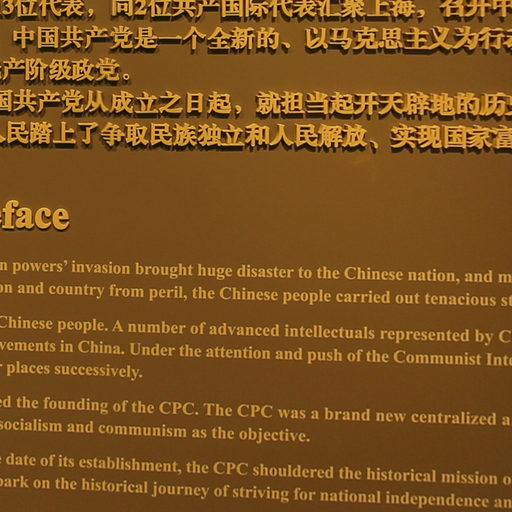 13位代表，同2位共产国际代表汇聚上海，召开中
中国共产党是一个全新的、以马克思主义为行
产阶级政党。
国共产党从成立之日起，就担当起开天辟地的历史
人民踏上了争取民族独立和人民解放、实现国家富
eface
n powers' invasion brought huge disaster to the Chinese nation, and m
on and country from peril, the Chinese people carried out tenacious st
Chinese people. A number of advanced intellectuals represented by C
vements in China. Under the attention and push of the Communist Inte
r places successively.
ed the founding of the CPC. The CPC was a brand new centralized a
socialism and communism as the objective.
e date of its establishment, the CPC shouldered the historical mission o
bark on the historical journey of striving for national independence an